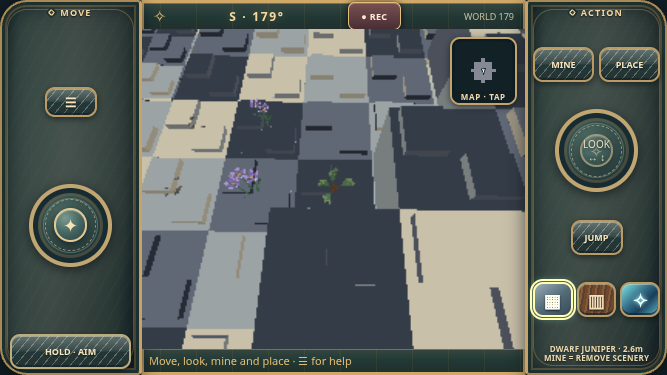 ◇ MOVE
S · 179°
● REC
WORLD 179
◇ ACTION
MINE
PLACE
MAP · TAP
LOOK
JUMP
HOLD · AIM
DWARF JUNIPER · 2.6m
MINE = REMOVE SCENERY
Move, look, mine and place · ☰ for help